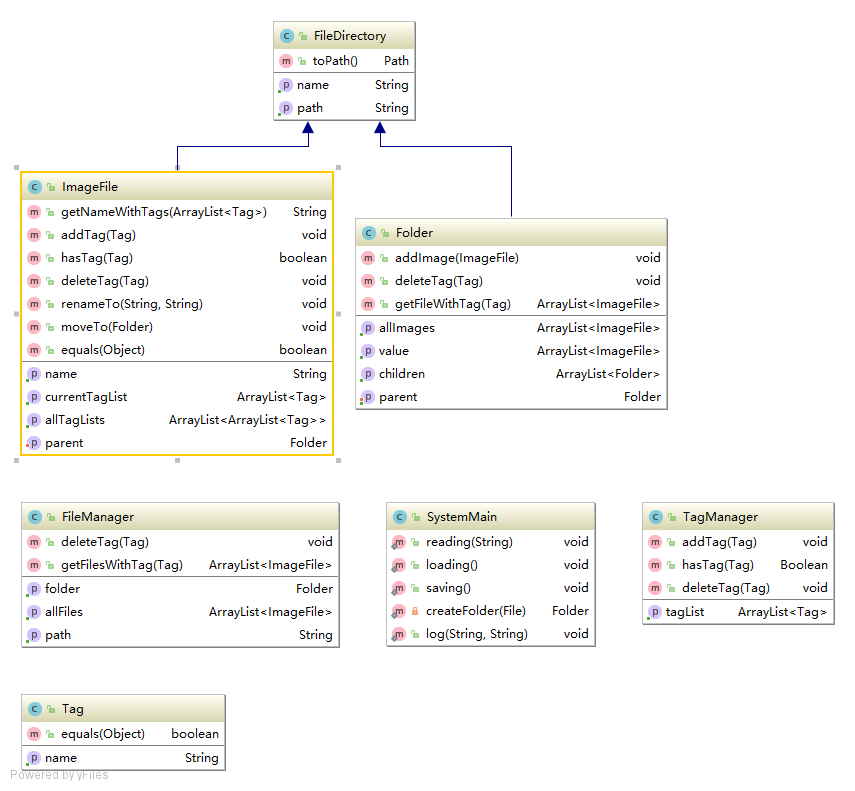 FileDirectory
toPath() Path
name String
path String
ImageFile
getNameWithTags(ArrayList<Tag>) String
addTag(Tag) void
hasTag(Tag) boolean
deleteTag(Tag) void
renameTo(String, String) void
moveTo(Folder) void
equals(Object) boolean
name String
currentTagList ArrayList<Tag>
allTagLists ArrayList<ArrayList<Tag>>
parent Folder
Folder
addImage(ImageFile) void
deleteTag(Tag) void
getFileWithTag(Tag) ArrayList<ImageFile>
allImages ArrayList<ImageFile>
value ArrayList<ImageFile>
children ArrayList<Folder>
parent Folder
FileManager
deleteTag(Tag) void
getFilesWithTag(Tag) ArrayList<ImageFile>
folder Folder
allFiles ArrayList<ImageFile>
path String
SystemMain
reading(String) void
loading() void
saving() void
createFolder(File) Folder
log(String, String) void
TagManager
addTag(Tag) void
hasTag(Tag) Boolean
deleteTag(Tag) void
tagList ArrayList<Tag>
Tag
equals(Object) boolean
name String
Powered by yFiles